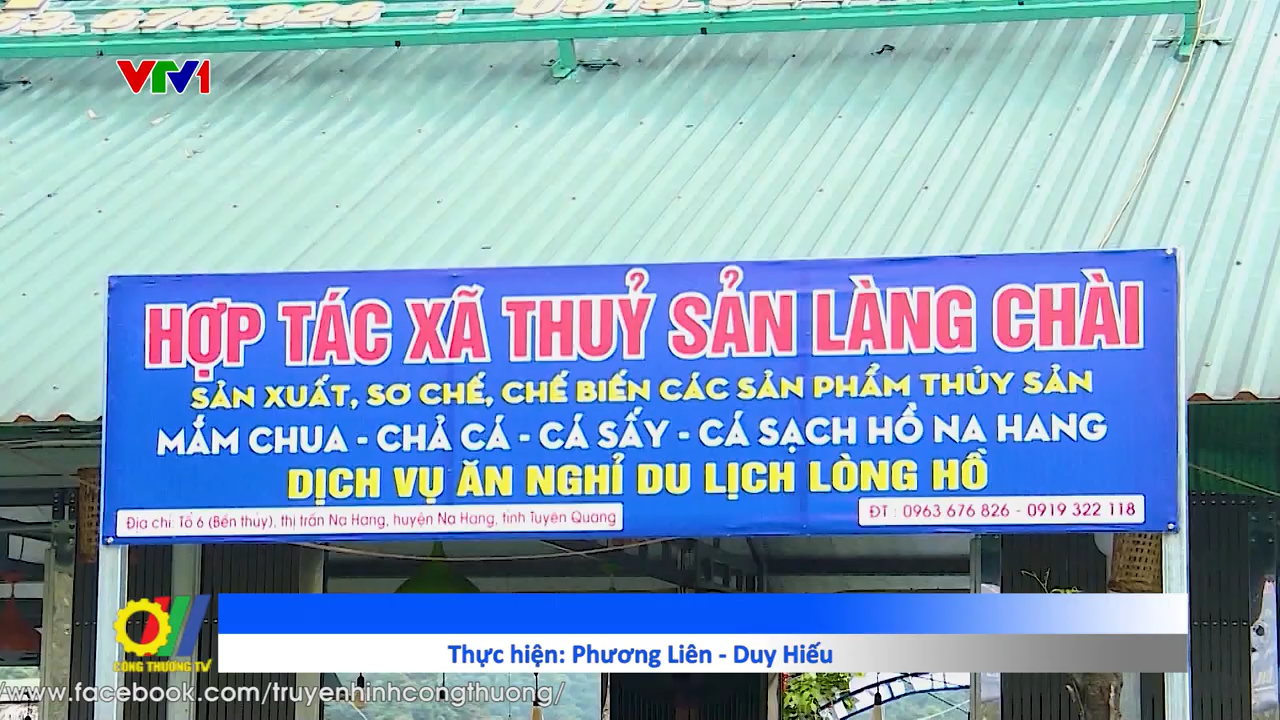 VTV1
HỢP TÁC XÃ THUỶ SẢN LÀNG CHÀI
SẢN XUẤT, SƠ CHẾ, CHẾ BIẾN CÁC SẢN PHẨM THỦY SẢN
MẮM CHUA - CHẢ CÁ - CÁ SẤY - CÁ SẠCH HỒ NA HANG
DỊCH VỤ ĂN NGHỈ DU LỊCH LÒNG HỒ
Địa chỉ: Tổ 6 (Bến thủy), thị trấn Na Hang, huyện Na Hang, tỉnh Tuyên Quang
ĐT : 0963 676 826 - 0919 322 118
CÔNG THƯƠNG TV
Thực hiện: Phương Liên - Duy Hiếu
/www.facebook.com/truyenhinhcongthuong/